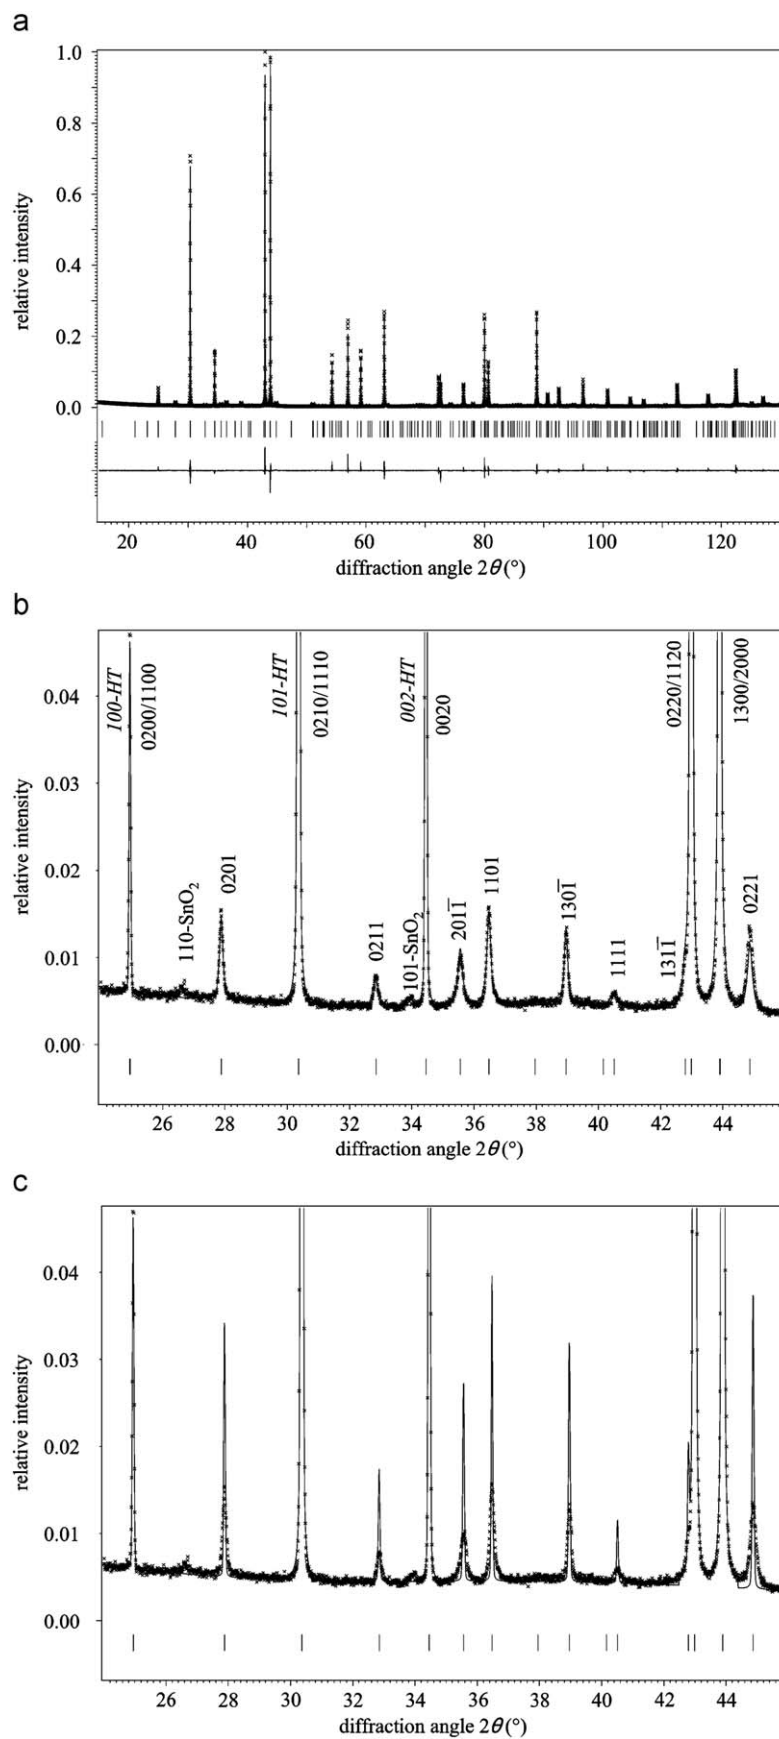 a
1.0
0.8
0.6
0.4
0.2
0.0
relative intensity
20 40 60 80 100 120
diffraction angle 2θ(°)
b
0.04
0.03
0.02
0.01
0.00
relative intensity
100-HT
0200/1100
110-SnO₂
0201
101-HT
0210/1110
0211
101-SnO₂
002-HT
0020
201̅1̅
1101
1301̅
1111
1311̅
0220/1120
1300/2000
0221
26 28 30 32 34 36 38 40 42 44
diffraction angle 2θ(°)
c
0.04
0.03
0.02
0.01
0.00
relative intensity
26 28 30 32 34 36 38 40 42 44
diffraction angle 2θ(°)